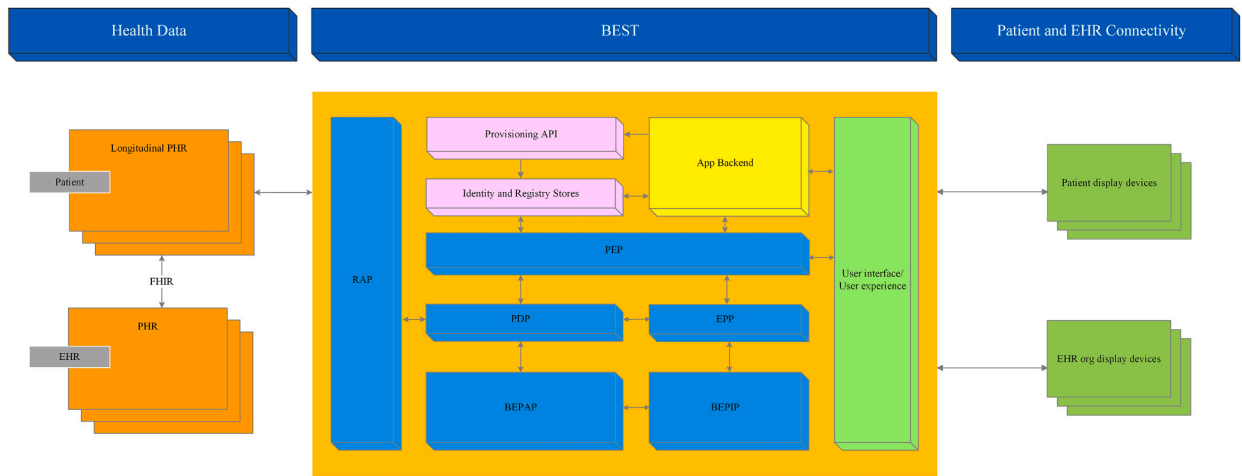 Health Data
BEST
Patient and EHR Connectivity
Longitudinal PHR
Patient
FHIR
PHR
EHR
RAP
Provisioning API
App Backend
Identity and Registry Stores
PEP
PDP
EPP
BEPAP
BEPIP
User interface/
User experience
Patient display devices
EHR org display devices